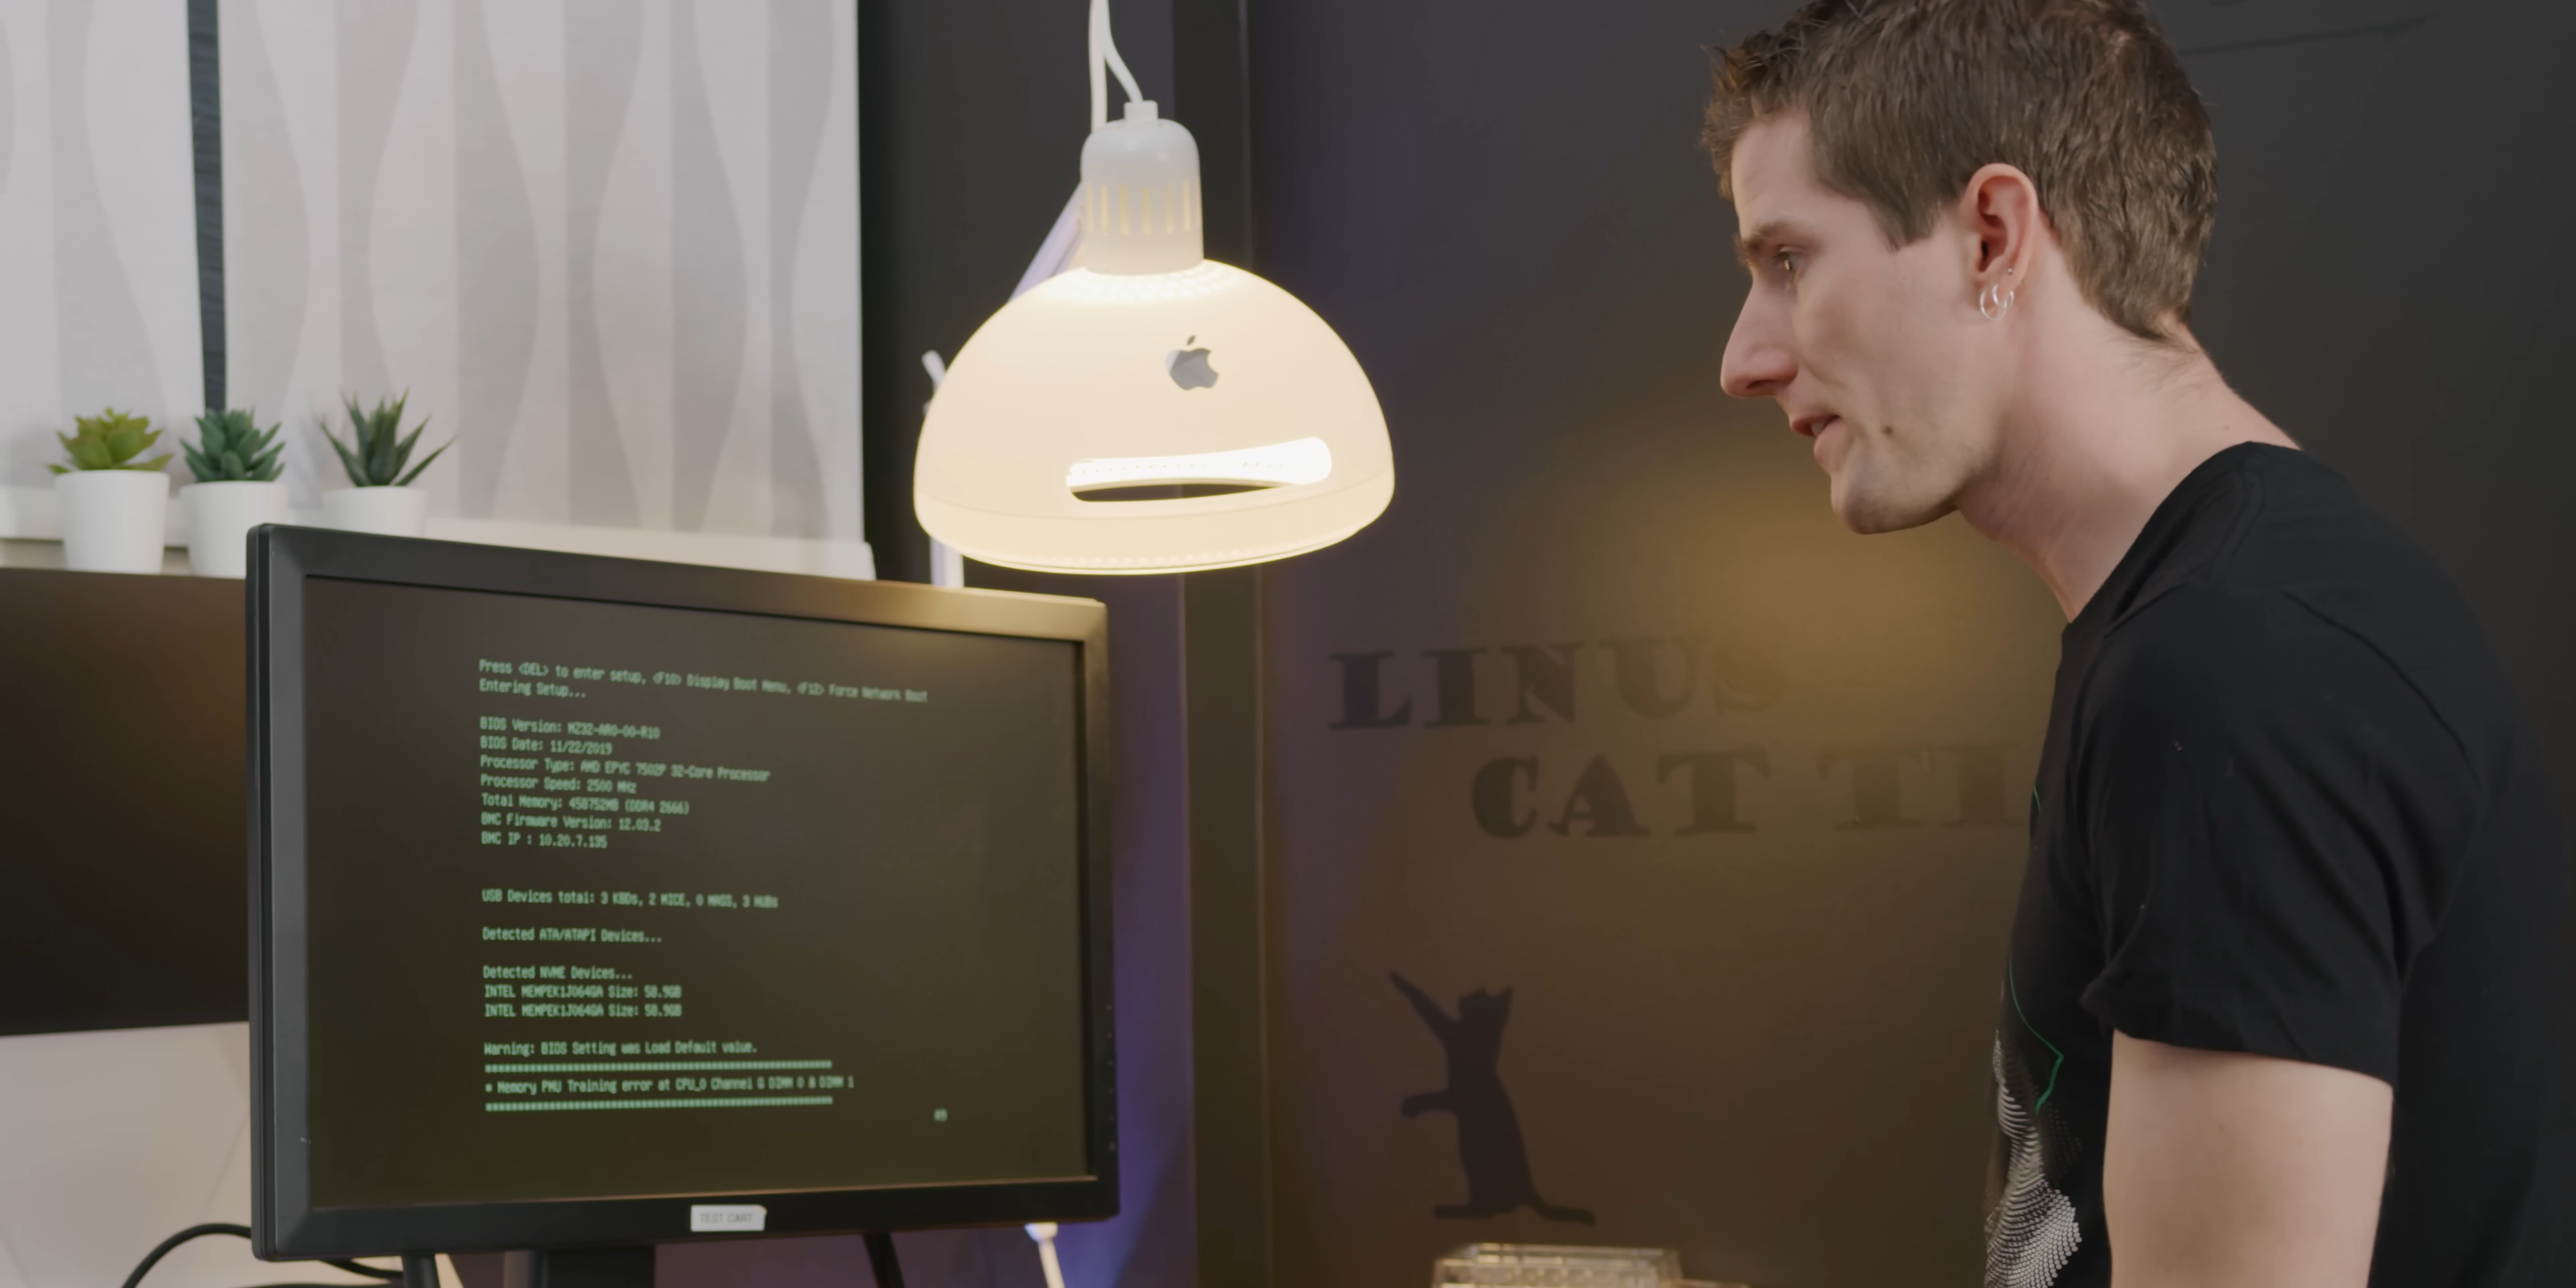 Press <DEL> to enter setup, <F10> Display Boot Menu, <F12> Force Network Boot
Entering Setup...
BIOS Version: MZ32-AR0-00-R10
BIOS Date: 11/22/2019
Processor Type: AMD EPYC 7502P 32-Core Processor
Processor Speed: 2500 MHz
Total Memory: 458752MB (DDR4 2666)
BMC Firmware Version: 12.03.2
BMC IP : 10.20.7.135
USB Devices total: 3 KBDs, 2 MICE, 0 MASS, 3 HUBs
Detected ATA/ATAPI Devices...
Detected NVME Devices...
INTEL MEMPEK1J064GA Size: 58.9GB
INTEL MEMPEK1J064GA Size: 58.9GB
Warning: BIOS Setting was Load Default value.
* Memory PMU Training error at CPU_0 Channel G DIMM 0 & DIMM 1
TEST CART
LINUS
CAT TI